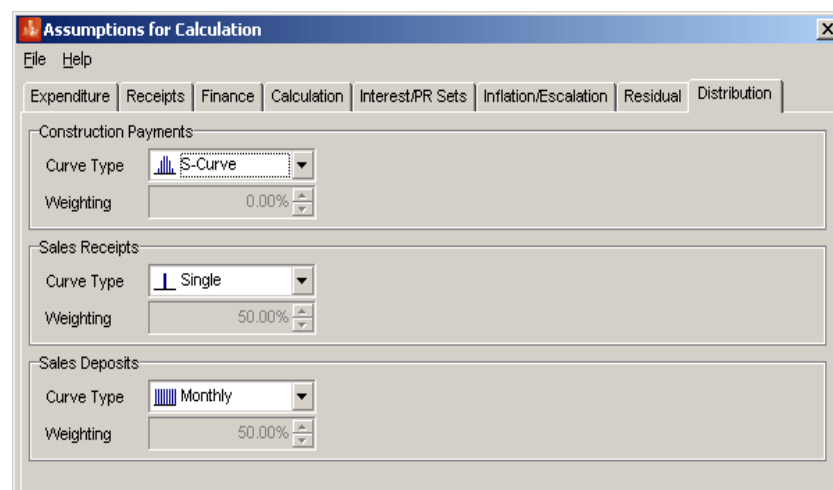 Assumptions for Calculation
File Help
Expenditure Receipts Finance Calculation Interest/PR Sets Inflation/Escalation Residual Distribution
Construction Payments
Curve Type S-Curve
Weighting 0.00%
Sales Receipts
Curve Type Single
Weighting 50.00%
Sales Deposits
Curve Type Monthly
Weighting 50.00%